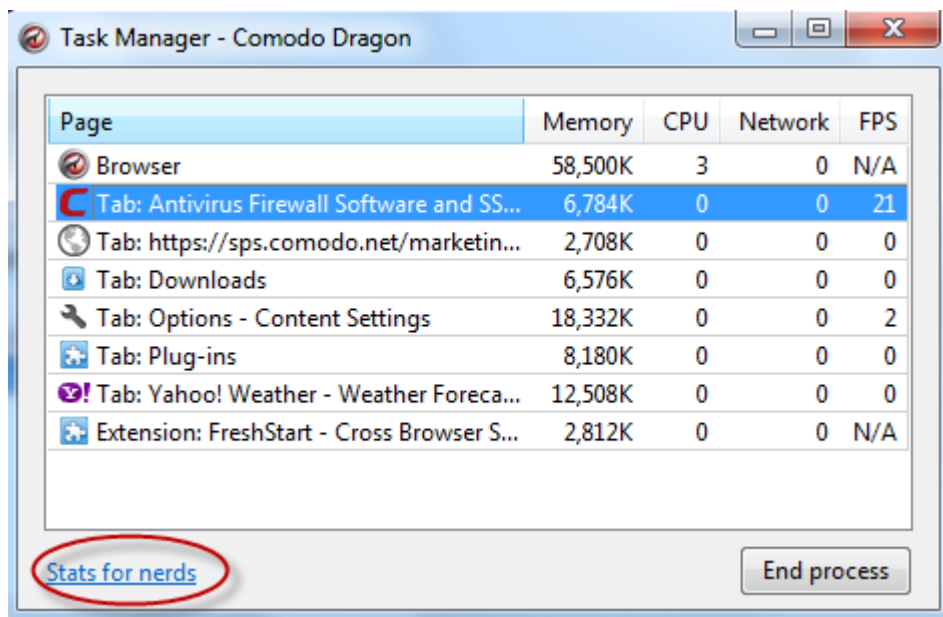 Task Manager - Comodo Dragon
Page Memory CPU Network FPS
Browser 58,500K 3 0 N/A
Tab: Antivirus Firewall Software and SS... 6,784K 0 0 21
Tab: https://sps.comodo.net/marketin... 2,708K 0 0 0
Tab: Downloads 6,576K 0 0 0
Tab: Options - Content Settings 18,332K 0 0 2
Tab: Plug-ins 8,180K 0 0 0
Tab: Yahoo! Weather - Weather Foreca... 12,508K 0 0 0
Extension: FreshStart - Cross Browser S... 2,812K 0 0 N/A
Stats for nerds End process